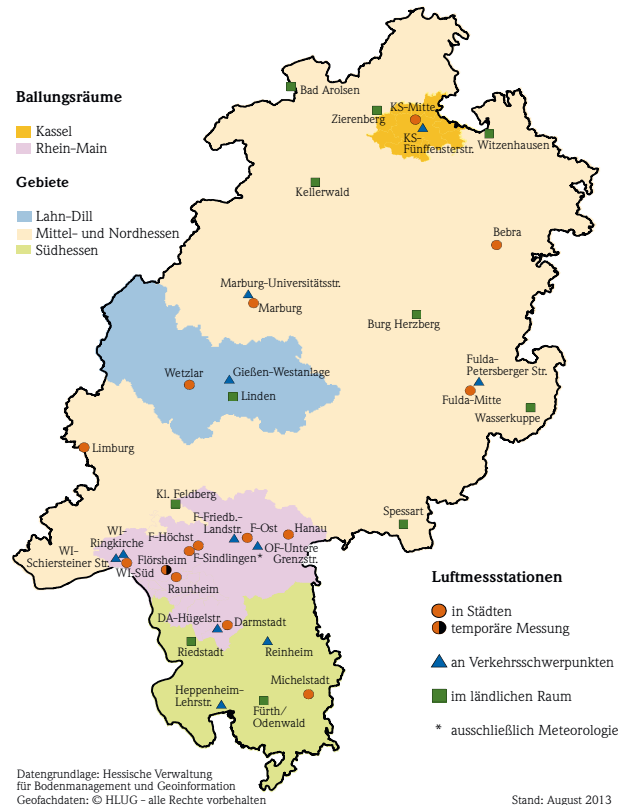 Ballungsräume
Kassel
Rhein-Main
Gebiete
Lahn-Dill
Mittel- und Nordhessen
Südhessen
Bad Arolsen
KS-Mitte
Zierenberg
KS-
Fünffensterstr.
Witzenhausen
Kellerwald
Bebra
Marburg-Universitätsstr.
Marburg
Burg Herzberg
Wetzlar
Gießen-Westanlage
Linden
Fulda-
Petersberger Str.
Fulda-Mitte
Wasserkuppe
Limburg
Kl. Feldberg
Spessart
F-Friedb.-
Landstr.
F-Ost
Hanau
WI-
Ringkirche
F-Höchst
F-Sindlingen*
OF-Untere
Grenzstr.
WI-
Schiersteiner Str.
WI-Süd
Flörsheim
Raunheim
DA-Hügelstr.
Darmstadt
Riedstadt
Reinheim
Michelstadt
Heppenheim-
Lehrstr.
Fürth/
Odenwald
Luftmessstationen
in Städten
temporäre Messung
an Verkehrsschwerpunkten
im ländlichen Raum
* ausschließlich Meteorologie
Datengrundlage: Hessische Verwaltung
für Bodenmanagement und Geoinformation
Geofachdaten: © HLUG - alle Rechte vorbehalten
Stand: August 2013